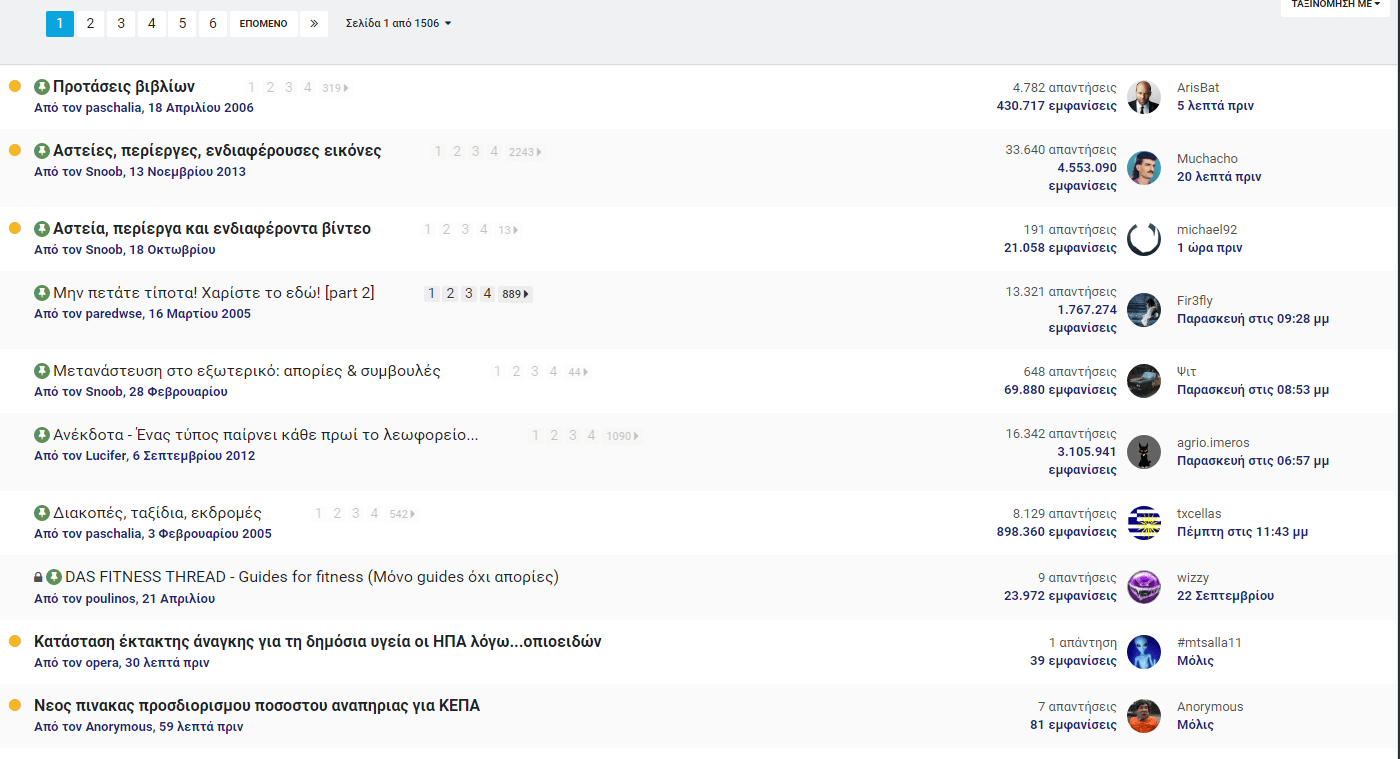 ΤΑΞΙΝΟΜΗΣΗ ΜΕ
1 2 3 4 5 6 ΕΠΟΜΕΝΟ » Σελίδα 1 από 1506
Προτάσεις βιβλίων 1 2 3 4 319
Από τον paschalia, 18 Απριλίου 2006
4.782 απαντήσεις
430.717 εμφανίσεις
ArisBat
5 λεπτά πριν
Αστείες, περίεργες, ενδιαφέρουσες εικόνες 1 2 3 4 2243
Από τον Snoob, 13 Νοεμβρίου 2013
33.640 απαντήσεις
4.553.090
εμφανίσεις
Muchacho
20 λεπτά πριν
Αστεία, περίεργα και ενδιαφέροντα βίντεο 1 2 3 4 13
Από τον Snoob, 18 Οκτωβρίου
191 απαντήσεις
21.058 εμφανίσεις
michael92
1 ώρα πριν
Μην πετάτε τίποτα! Χαρίστε το εδώ! [part 2] 1 2 3 4 889
Από τον paredwse, 16 Μαρτίου 2005
13.321 απαντήσεις
1.767.274
εμφανίσεις
Fir3fly
Παρασκευή στις 09:28 μμ
Μετανάστευση στο εξωτερικό: απορίες & συμβουλές 1 2 3 4 44
Από τον Snoob, 28 Φεβρουαρίου
648 απαντήσεις
69.880 εμφανίσεις
Ψιτ
Παρασκευή στις 08:53 μμ
Ανέκδοτα - Ένας τύπος παίρνει κάθε πρωί το λεωφορείο... 1 2 3 4 1090
Από τον Lucifer, 6 Σεπτεμβρίου 2012
16.342 απαντήσεις
3.105.941
εμφανίσεις
agrio.imeros
Παρασκευή στις 06:57 μμ
Διακοπές, ταξίδια, εκδρομές 1 2 3 4 542
Από τον paschalia, 3 Φεβρουαρίου 2005
8.129 απαντήσεις
898.360 εμφανίσεις
txcellas
Πέμπτη στις 11:43 μμ
DAS FITNESS THREAD - Guides for fitness (Μόνο guides όχι απορίες)
Από τον poulinos, 21 Απριλίου
9 απαντήσεις
23.972 εμφανίσεις
wizzy
22 Σεπτεμβρίου
Κατάσταση έκτακτης άναγκης για τη δημόσια υγεία οι ΗΠΑ λόγω...οπιοειδών
Από τον opera, 30 λεπτά πριν
1 απάντηση
39 εμφανίσεις
#mtsalla11
Μόλις
Νεος πινακας προσδιορισμου ποσοστου αναπηριας για ΚΕΠΑ
Από τον Anorymous, 59 λεπτά πριν
7 απαντήσεις
81 εμφανίσεις
Anorymous
Μόλις